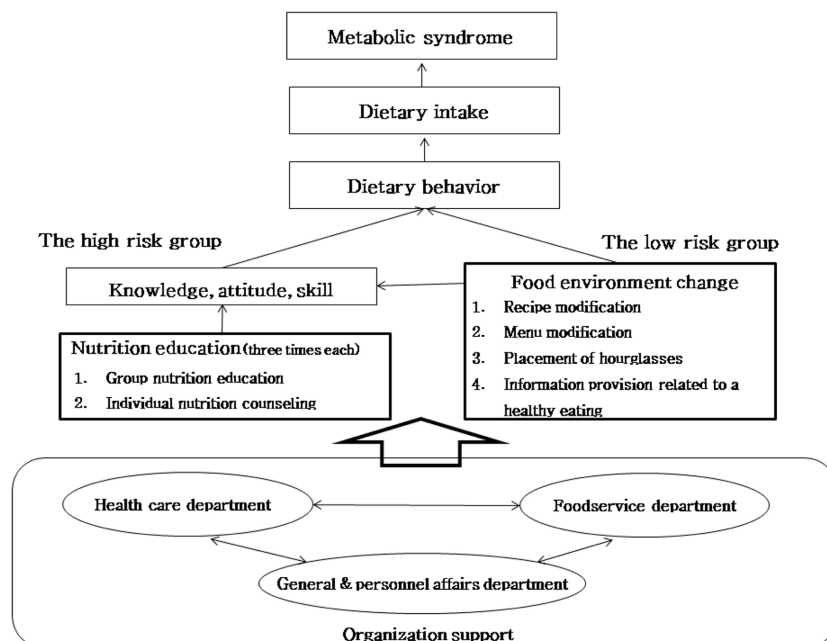 Metabolic syndrome
Dietary intake
Dietary behavior
The high risk group
The low risk group
Knowledge, attitude, skill
Food environment change
1. Recipe modification
2. Menu modification
3. Placement of hourglasses
4. Information provision related to a
healthy eating
Nutrition education(three times each)
1. Group nutrition education
2. Individual nutrition counseling
Health care department
Foodservice department
General & personnel affairs department
Organization support